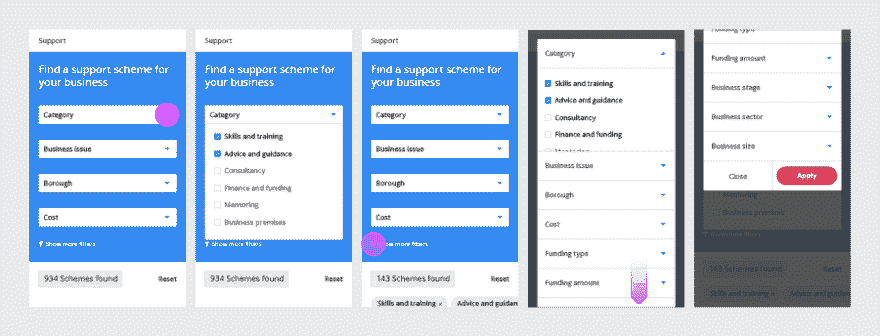 Support
Find a support scheme for
your business
Category
Business issue
Borough
Cost
Show more filters
934 Schemes found
Reset
Support
Find a support scheme for
your business
Category
Skills and training
Advice and guidance
Consultancy
Finance and funding
Mentoring
Business premises
Show more filters
934 Schemes found
Reset
Support
Find a support scheme for
your business
Category
Business issue
Borough
Cost
more filters
143 Schemes found
Reset
Skills and training ×
Advice and guidan
Category
Skills and training
Advice and guidance
Consultancy
Finance and funding
Mentoring
Business issue
Borough
Cost
Funding type
Funding amount
Funding type
Funding amount
Business stage
Business sector
Business size
Close
Apply
Mentoring
Business premises
Show more filters
143 Schemes found
Reset
Skills and training ×
Advice and guidan